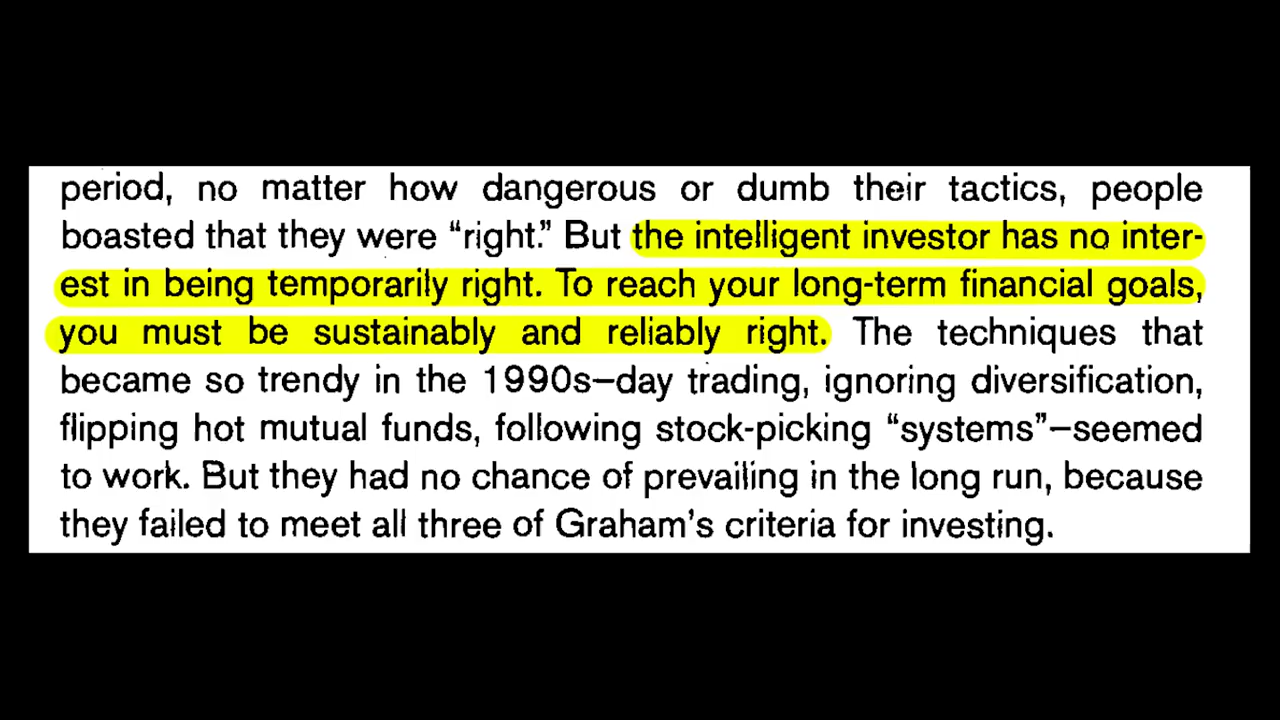 period, no matter how dangerous or dumb their tactics, people
boasted that they were “right.” But the intelligent investor has no inter-
est in being temporarily right. To reach your long-term financial goals,
you must be sustainably and reliably right. The techniques that
became so trendy in the 1990s—day trading, ignoring diversification,
flipping hot mutual funds, following stock-picking “systems”—seemed
to work. But they had no chance of prevailing in the long run, because
they failed to meet all three of Graham’s criteria for investing.